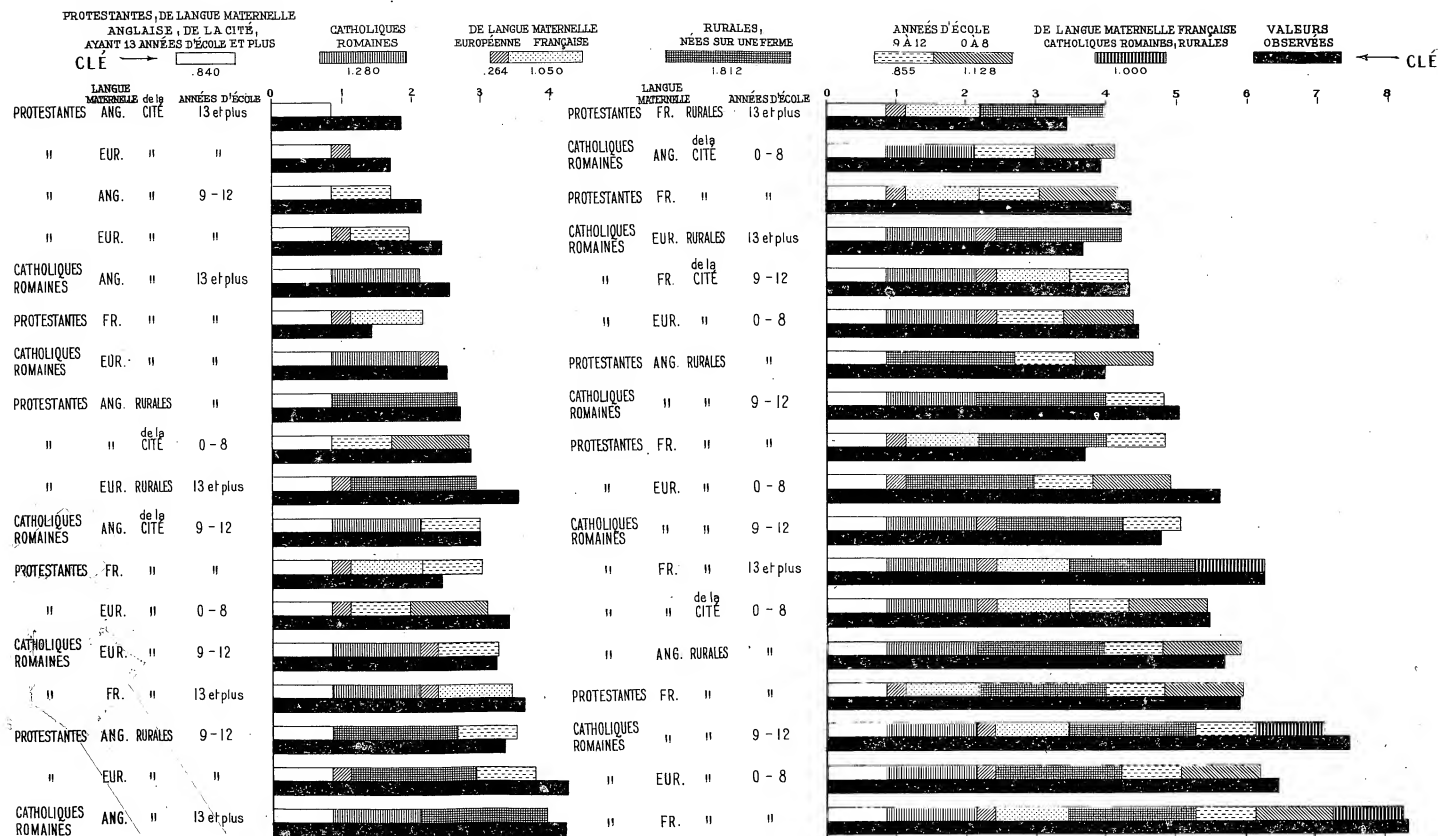 PROTESTANTES, DE LANGUE MATERNELLE
ANGLAISE, DE LA CITÉ,
AYANT 13 ANNÉES D'ÉCOLE ET PLUS
CATHOLIQUES
ROMAINES
DE LANGUE MATERNELLE
EUROPÉENNE FRANÇAISE
RURALES,
NÉES SUR UNE FERME
ANNÉES D'ÉCOLE
9 À 12 0 À 8
DE LANGUE MATERNELLE FRANÇAISE
CATHOLIQUES ROMAINES, RURALES
VALEURS
OBSERVÉES
CLÉ .840 1.280 .264 1.050 1.812 .855 1.128 1.000 CLÉ
LANGUE
MATERNELLE de la CITÉ ANNÉES D'ÉCOLE 0 1 2 3 4
PROTESTANTES ANG. de la CITÉ 13 et plus
" EUR. " "
" ANG. " 9 - 12
" EUR. " "
CATHOLIQUES ROMAINES ANG. " 13 et plus
PROTESTANTES FR. " "
CATHOLIQUES ROMAINES EUR. " "
PROTESTANTES ANG. RURALES "
" " de la CITÉ 0 - 8
" EUR. RURALES 13 et plus
CATHOLIQUES ROMAINES ANG. de la CITÉ 9 - 12
PROTESTANTES FR. " "
" EUR. " 0 - 8
CATHOLIQUES ROMAINES EUR. " 9 - 12
" FR. " 13 et plus
PROTESTANTES ANG. RURALES 9 - 12
" EUR. " "
CATHOLIQUES ROMAINES ANG. " 13 et plus
LANGUE
MATERNELLE ANNÉES D'ÉCOLE 0 1 2 3 4 5 6 7 8
PROTESTANTES FR. RURALES 13 et plus
CATHOLIQUES ROMAINES ANG. de la CITÉ 0 - 8
PROTESTANTES FR. " "
CATHOLIQUES ROMAINES EUR. RURALES 13 et plus
" FR. de la CITÉ 9 - 12
" EUR. " 0 - 8
PROTESTANTES ANG. RURALES "
CATHOLIQUES ROMAINES " " 9 - 12
PROTESTANTES FR. " "
" EUR. " 0 - 8
CATHOLIQUES ROMAINES " " 9 - 12
" FR. " 13 et plus
" " de la CITÉ 0 - 8
" ANG. RURALES "
PROTESTANTES FR. " "
CATHOLIQUES ROMAINES " " 9 - 12
" EUR. " 0 - 8
" FR. " "